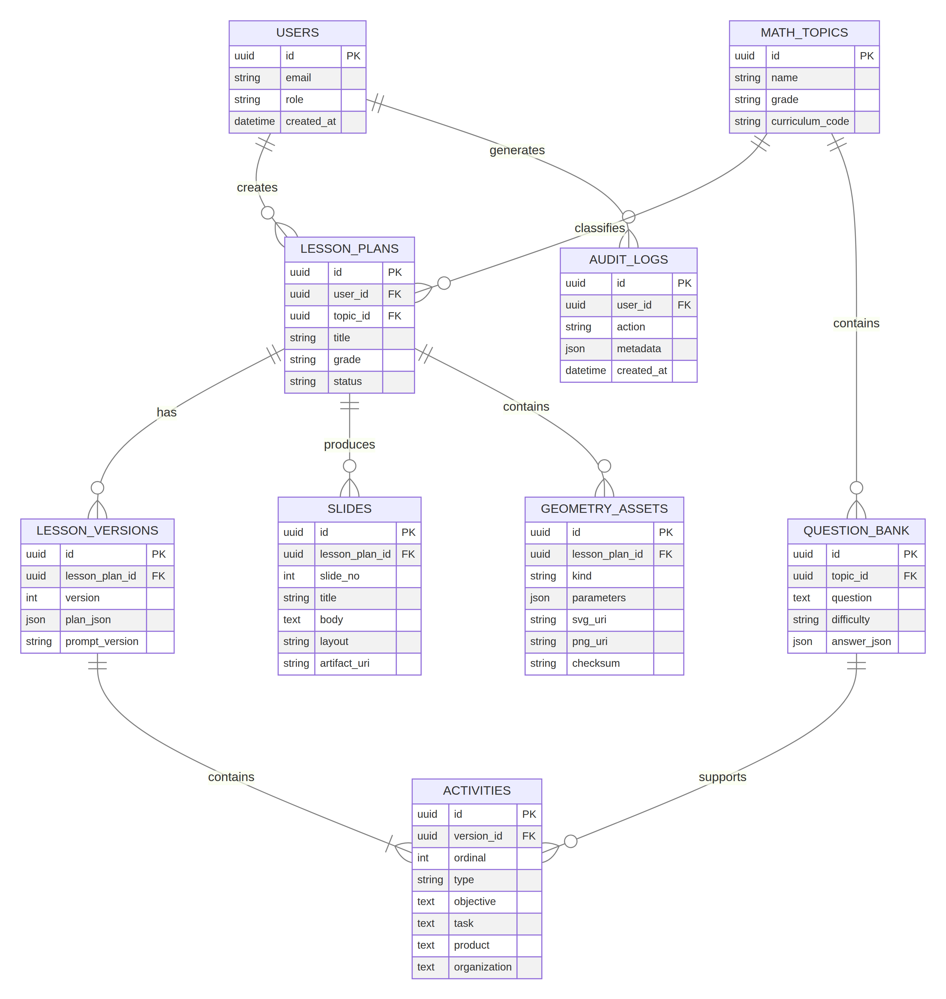 USERS
uuid id PK
string email
string role
datetime created_at
MATH_TOPICS
uuid id PK
string name
string grade
string curriculum_code
generates
creates
classifies
LESSON_PLANS
uuid id PK
uuid user_id FK
uuid topic_id FK
string title
string grade
string status
AUDIT_LOGS
uuid id PK
uuid user_id FK
string action
json metadata
datetime created_at
contains
has
produces
contains
LESSON_VERSIONS
uuid id PK
uuid lesson_plan_id FK
int version
json plan_json
string prompt_version
SLIDES
uuid id PK
uuid lesson_plan_id FK
int slide_no
string title
text body
string layout
string artifact_uri
GEOMETRY_ASSETS
uuid id PK
uuid lesson_plan_id FK
string kind
json parameters
string svg_uri
string png_uri
string checksum
QUESTION_BANK
uuid id PK
uuid topic_id FK
text question
string difficulty
json answer_json
contains
supports
ACTIVITIES
uuid id PK
uuid version_id FK
int ordinal
string type
text objective
text task
text product
text organization